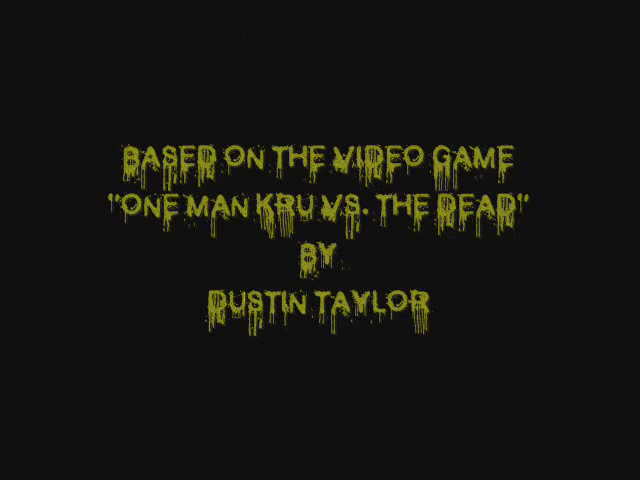 BASED ON THE VIDEO GAME
"ONE MAN KRU VS. THE DEAD"
BY
DUSTIN TAYLOR